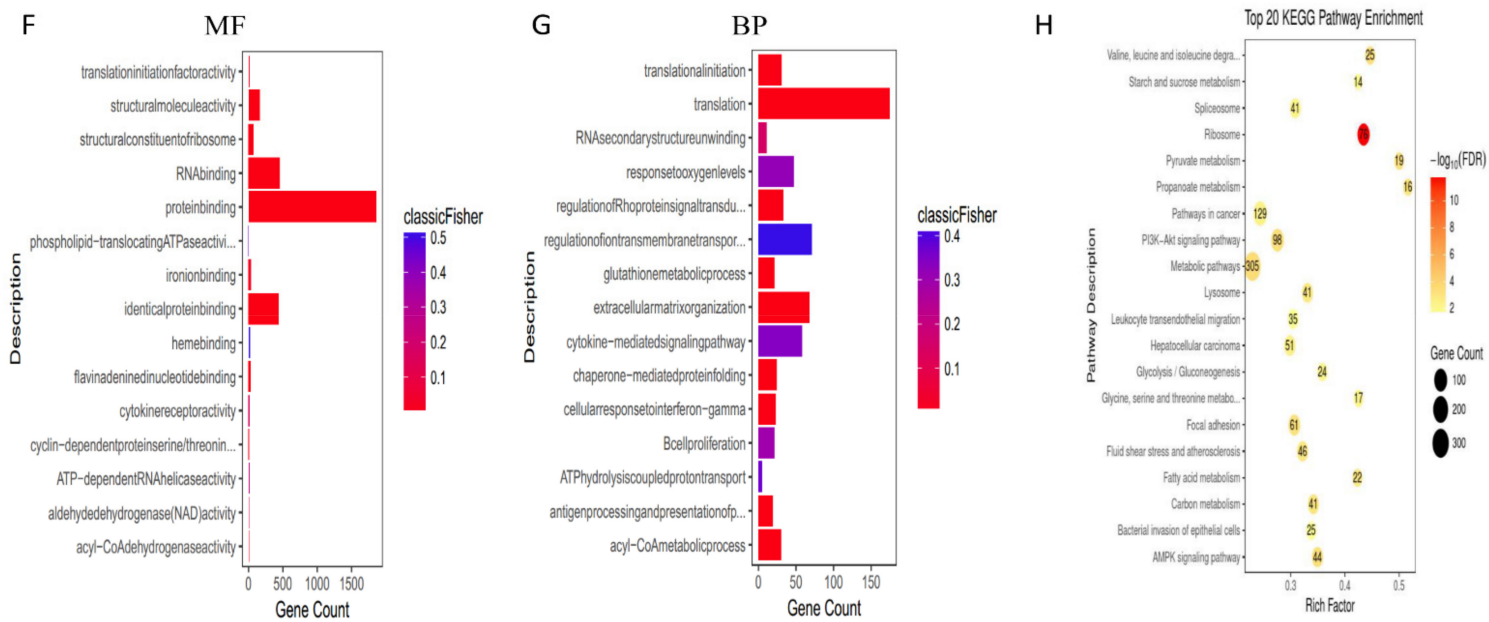 F
MF
translationinitiationfactoractivity
structuralmoleculeactivity
structuralconstituentofribosome
RNAbinding
proteinbinding
phospholipid-translocatingATPaseactivi...
ironionbinding
identicalproteinbinding
hemebinding
flavinadeninedinucleotidebinding
cytokinereceptoractivity
cyclin-dependentproteinserine/threonin...
ATP-dependentRNAhelicaseactivity
aldehydedehydrogenase(NAD)activity
acyl-CoAdehydrogenaseactivity
Description
0 500 1000 1500
Gene Count
classicFisher
0.5
0.4
0.3
0.2
0.1
G
BP
translationalinitiation
translation
RNAsecondarystructureunwinding
responsetooxygenlevels
regulationofRhoproteinsignaltransdu...
regulationofiontransmembranetranspor...
glutathionemetabolicprocess
extracellularmatrixorganization
cytokine-mediatedsignalingpathway
chaperone-mediatedproteinfolding
cellularresponsetointerferon-gamma
Bcellproliferation
ATPhydrolysiscoupledprotontransport
antigenprocessingandpresentationofp...
acyl-CoAmetabolicprocess
Description
0 50 100 150
Gene Count
classicFisher
0.4
0.3
0.2
0.1
H
Top 20 KEGG Pathway Enrichment
Valine, leucine and isoleucine degra... 25
Starch and sucrose metabolism 14
Spliceosome 41
Ribosome 76
Pyruvate metabolism 19
Propanoate metabolism 16
Pathways in cancer 129
PI3K-Akt signaling pathway 98
Metabolic pathways 305
Lysosome 41
Leukocyte transendothelial migration 35
Hepatocellular carcinoma 51
Glycolysis / Gluconeogenesis 24
Glycine, serine and threonine metabo... 17
Focal adhesion 61
Fluid shear stress and atherosclerosis 46
Fatty acid metabolism 22
Carbon metabolism 41
Bacterial invasion of epithelial cells 25
AMPK signaling pathway 44
Pathway Description
0.3 0.4 0.5
Rich Factor
-log₁₀(FDR)
10
8
6
4
2
Gene Count
100
200
300